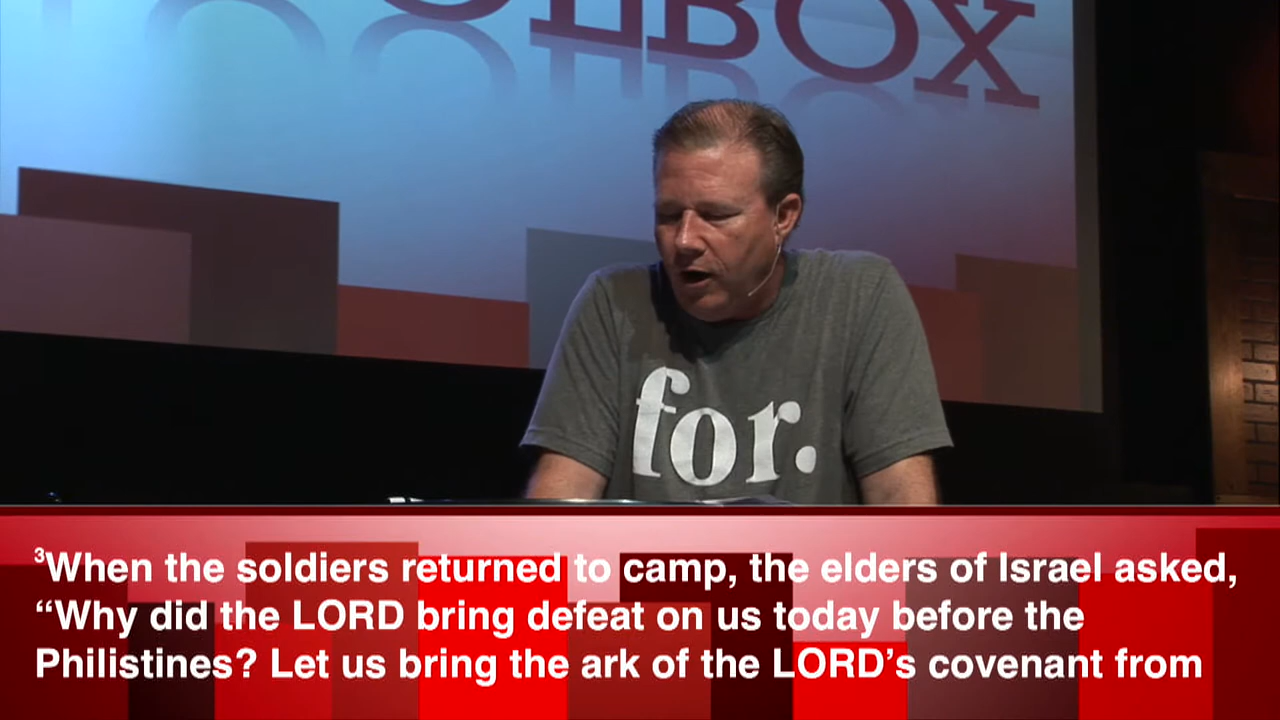 BOX
for.
³When the soldiers returned to camp, the elders of Israel asked,
“Why did the LORD bring defeat on us today before the
Philistines? Let us bring the ark of the LORD’s covenant from